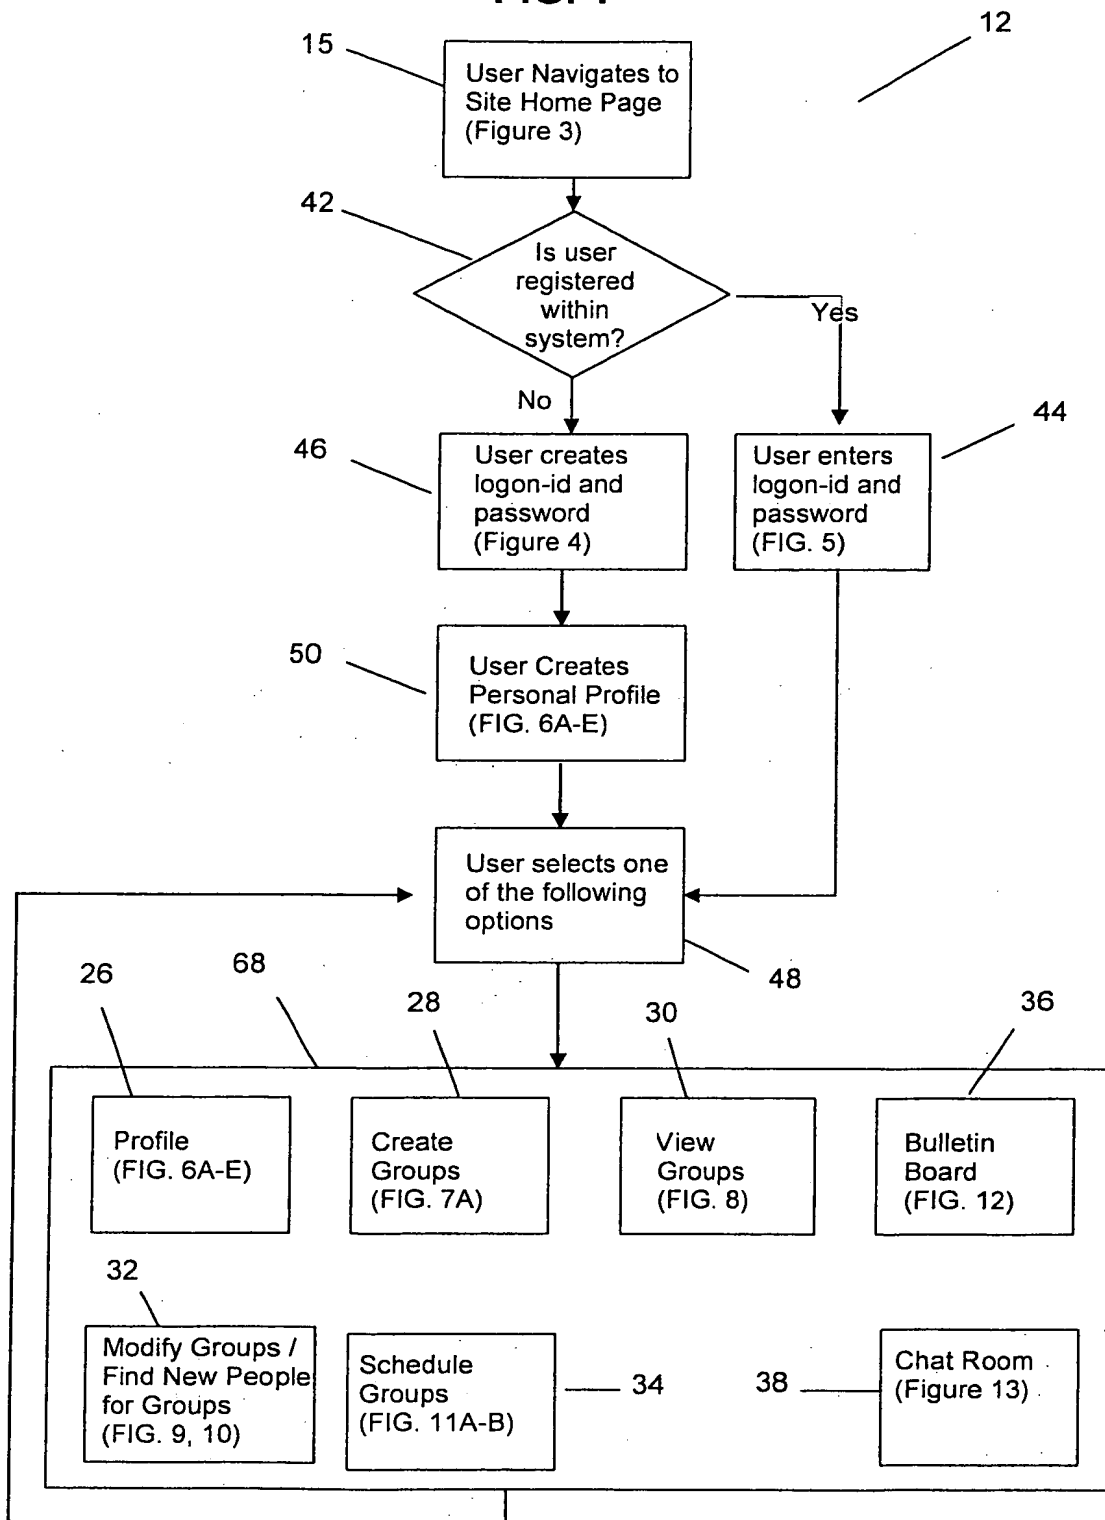 12
15
User Navigates to
Site Home Page
(Figure 3)
42
Is user
registered
within
system?
Yes
No
46
User creates
logon-id and
password
(Figure 4)
44
User enters
logon-id and
password
(FIG. 5)
50
User Creates
Personal Profile
(FIG. 6A-E)
User selects one
of the following
options
48
68
26
28
30
36
Profile
(FIG. 6A-E)
Create
Groups
(FIG. 7A)
View
Groups
(FIG. 8)
Bulletin
Board
(FIG. 12)
32
Modify Groups /
Find New People
for Groups
(FIG. 9, 10)
Schedule
Groups
(FIG. 11A-B)
34
38
Chat Room
(Figure 13)